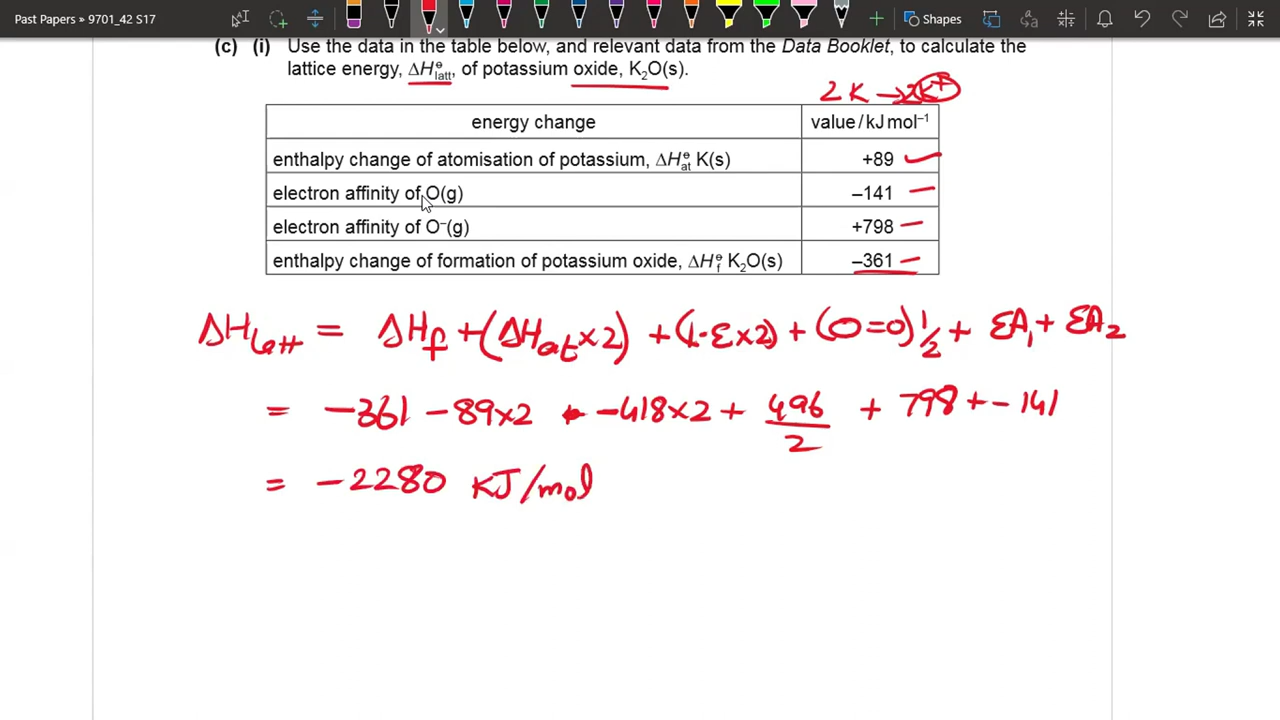 Past Papers » 9701_42 S17
Shapes
(c) (i) Use the data in the table below, and relevant data from the Data Booklet, to calculate the
lattice energy, ΔH⦵latt, of potassium oxide, K₂O(s).
2K → 2K⁺
energy change value / kJ mol⁻¹
enthalpy change of atomisation of potassium, ΔH⦵at K(s) +89
electron affinity of O(g) –141
electron affinity of O⁻(g) +798
enthalpy change of formation of potassium oxide, ΔH⦵f K₂O(s) –361
ΔHlatt = ΔHf + (ΔHat×2) + (I·E×2) + (O=O)½ + EA₁ + EA₂
= -361 - 89×2 - 418×2 + 496/2 + 798 + - 141
= -2280 KJ/mol